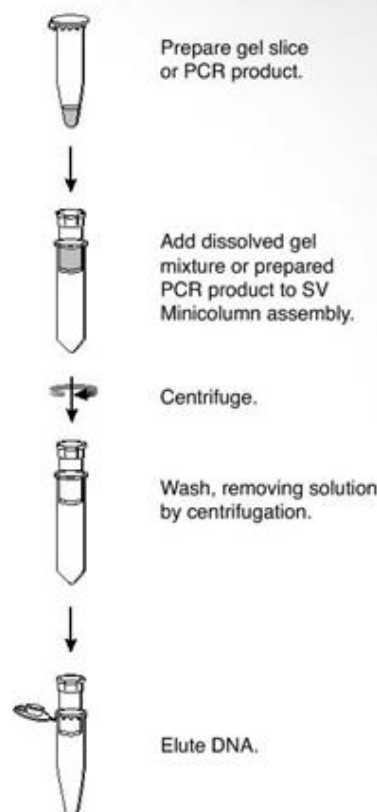 Prepare gel slice
or PCR product.
Add dissolved gel
mixture or prepared
PCR product to SV
Minicolumn assembly.
Centrifuge.
Wash, removing solution
by centrifugation.
Elute DNA.